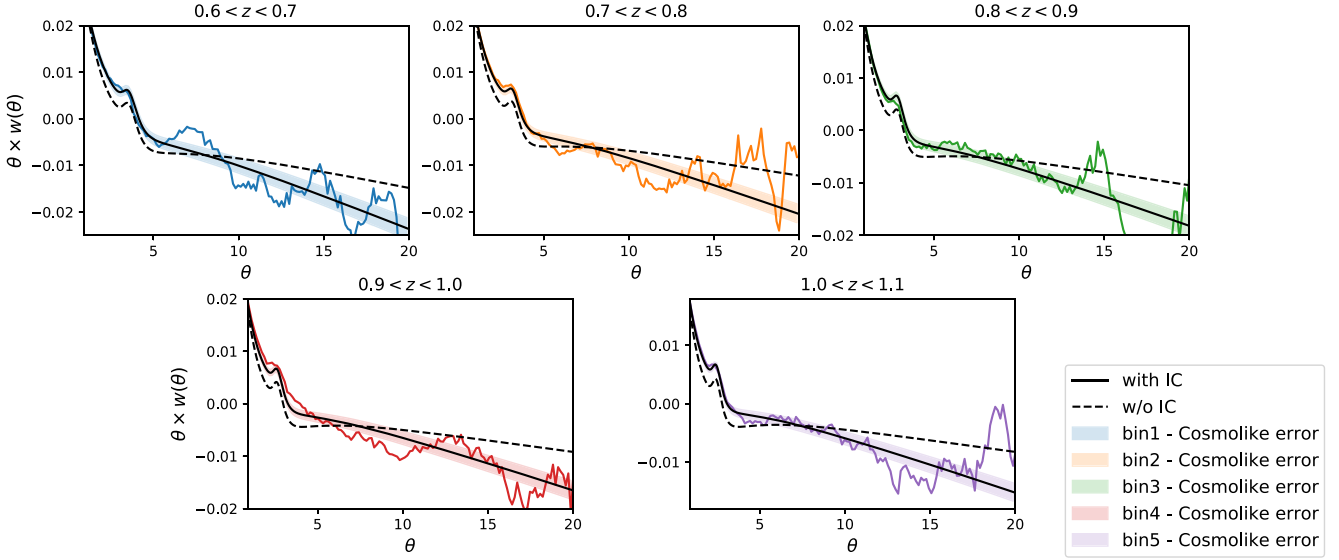 0.6 < z < 0.7
0.7 < z < 0.8
0.8 < z < 0.9
0.02
0.01
0.00
−0.01
−0.02
θ × w(θ)
5 10 15 20
θ
0.02
0.01
0.00
−0.01
−0.02
5 10 15 20
θ
0.02
0.01
0.00
−0.01
−0.02
5 10 15 20
θ
0.9 < z < 1.0
1.0 < z < 1.1
0.02
0.01
0.00
−0.01
−0.02
θ × w(θ)
5 10 15 20
θ
0.01
0.00
−0.01
5 10 15 20
θ
with IC
w/o IC
bin1 - Cosmolike error
bin2 - Cosmolike error
bin3 - Cosmolike error
bin4 - Cosmolike error
bin5 - Cosmolike error